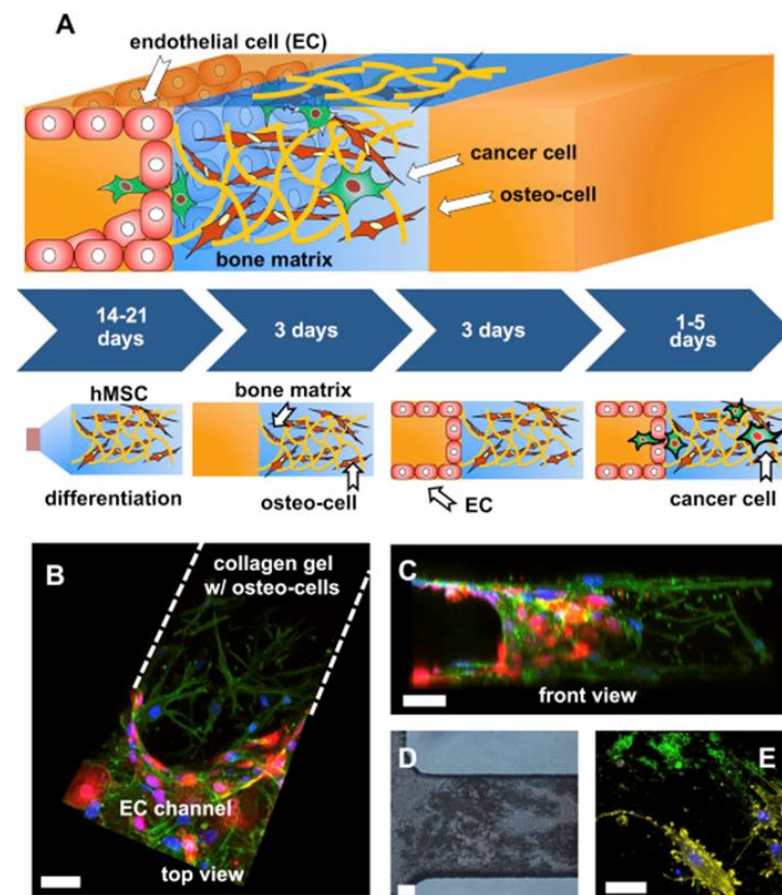 A
endothelial cell (EC)
cancer cell
osteo-cell
bone matrix
14-21
days
3 days
3 days
1-5
days
hMSC
bone matrix
differentiation
osteo-cell
EC
cancer cell
B
collagen gel
w/ osteo-cells
EC channel
top view
C
front view
D
E